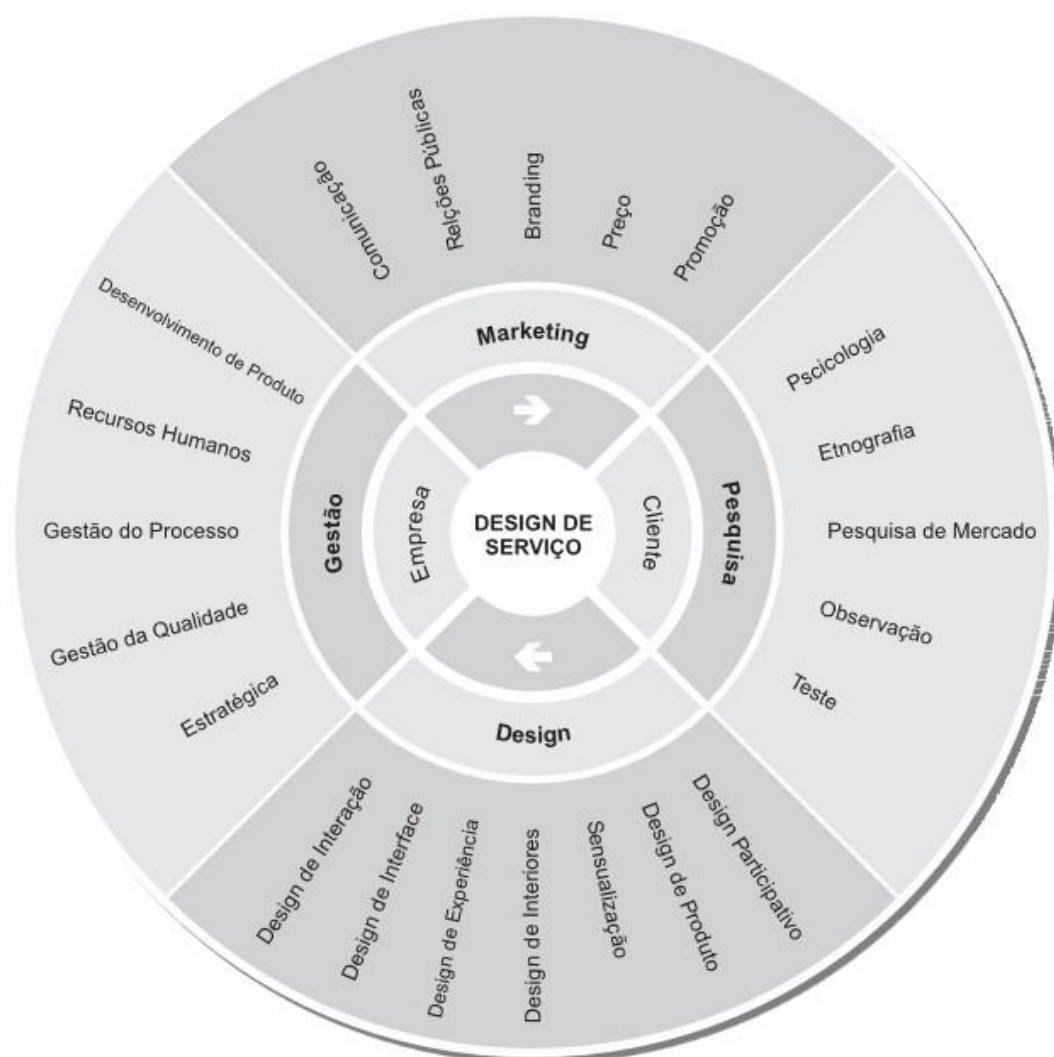 Comunicação
Relções Públicas
Branding
Preço
Promoção
Marketing
Desenvolvimento de Produto
Recursos Humanos
Gestão do Processo
Gestão da Qualidade
Estratégica
Gestão
Empresa
DESIGN DE
SERVIÇO
Cliente
Pesquisa
Pscicologia
Etnografia
Pesquisa de Mercado
Observação
Teste
Design
Design de Interação
Design de Interface
Design de Experiência
Design de Interiores
Sensualização
Design de Produto
Design Participativo